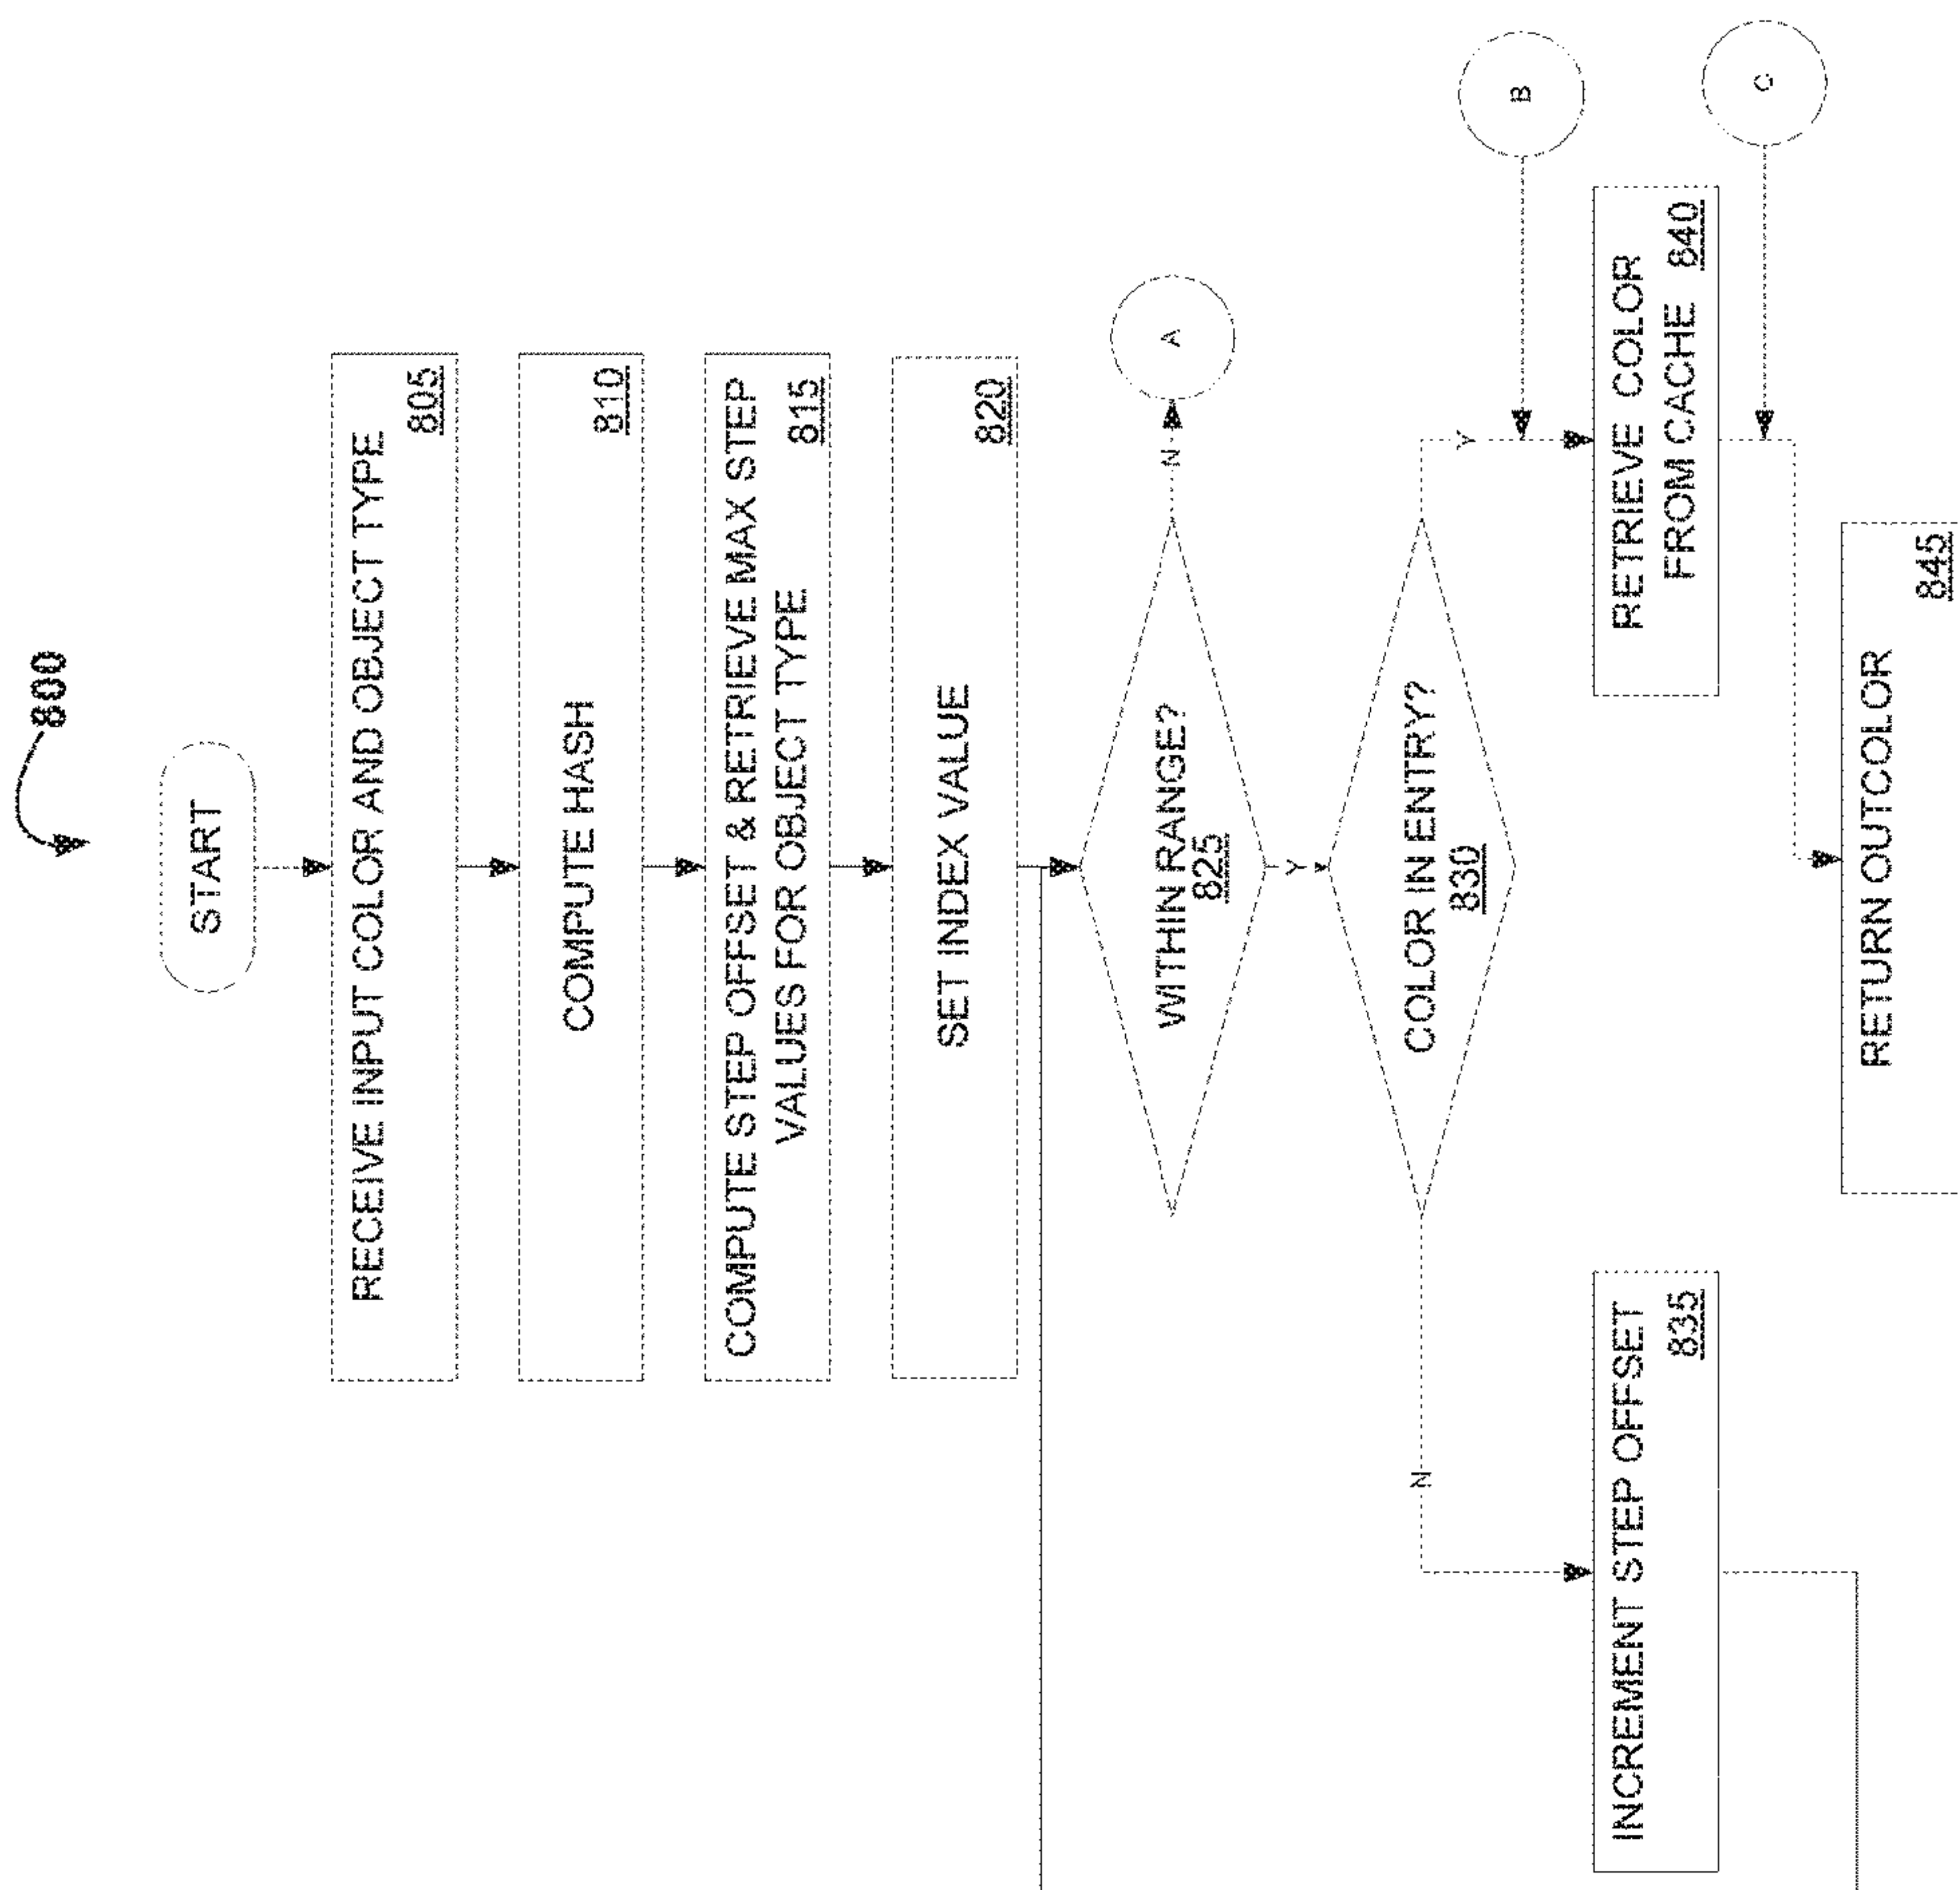 800
START
RECEIVE INPUT COLOR AND OBJECT TYPE
805
COMPUTE HASH
810
COMPUTE STEP OFFSET & RETRIEVE MAX STEP
VALUES FOR OBJECT TYPE
815
SET INDEX VALUE
820
WITHIN RANGE?
825
N
A
Y
COLOR IN ENTRY?
830
N
Y
B
INCREMENT STEP OFFSET
835
RETRIEVE COLOR
FROM CACHE 840
C
RETURN OUTCOLOR
845